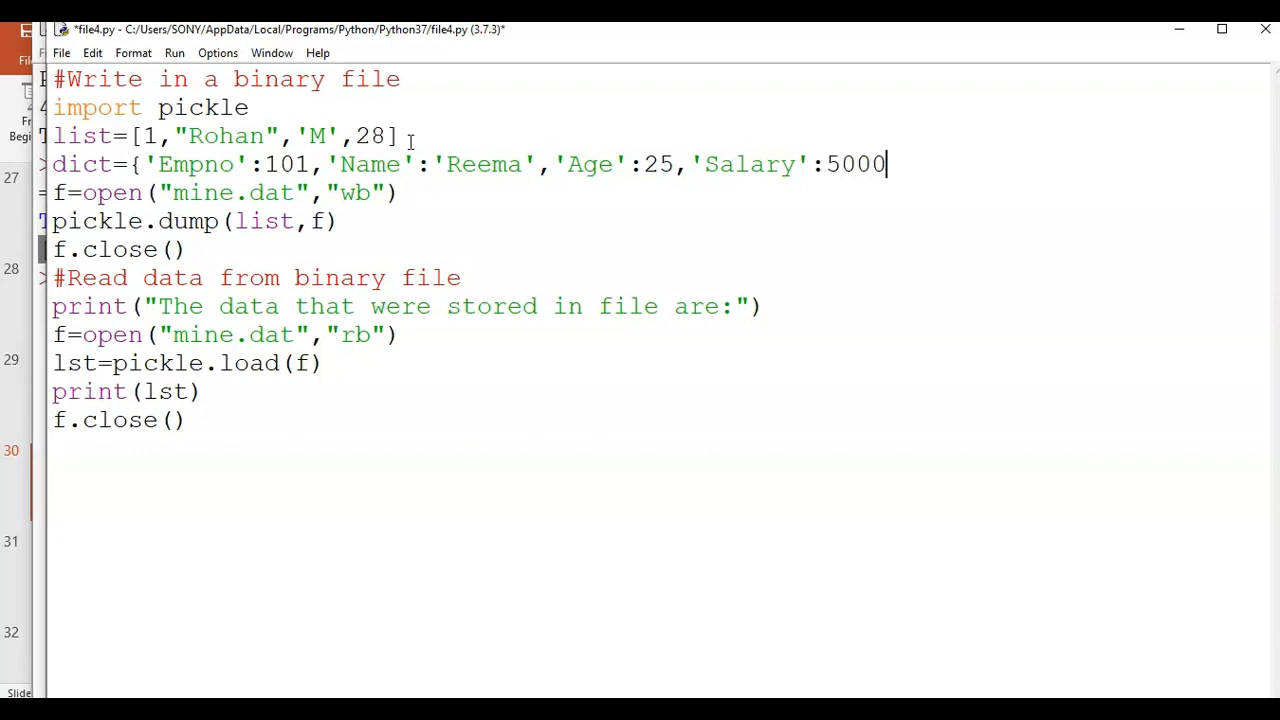 *file4.py - C:/Users/SONY/AppData/Local/Programs/Python/Python37/file4.py (3.7.3)*
File Edit Format Run Options Window Help
#Write in a binary file
import pickle
list=[1,"Rohan",'M',28]
dict={'Empno':101,'Name':'Reema','Age':25,'Salary':5000
f=open("mine.dat","wb")
pickle.dump(list,f)
f.close()
#Read data from binary file
print("The data that were stored in file are:")
f=open("mine.dat","rb")
lst=pickle.load(f)
print(lst)
f.close()
27
28
29
30
31
32
Slide